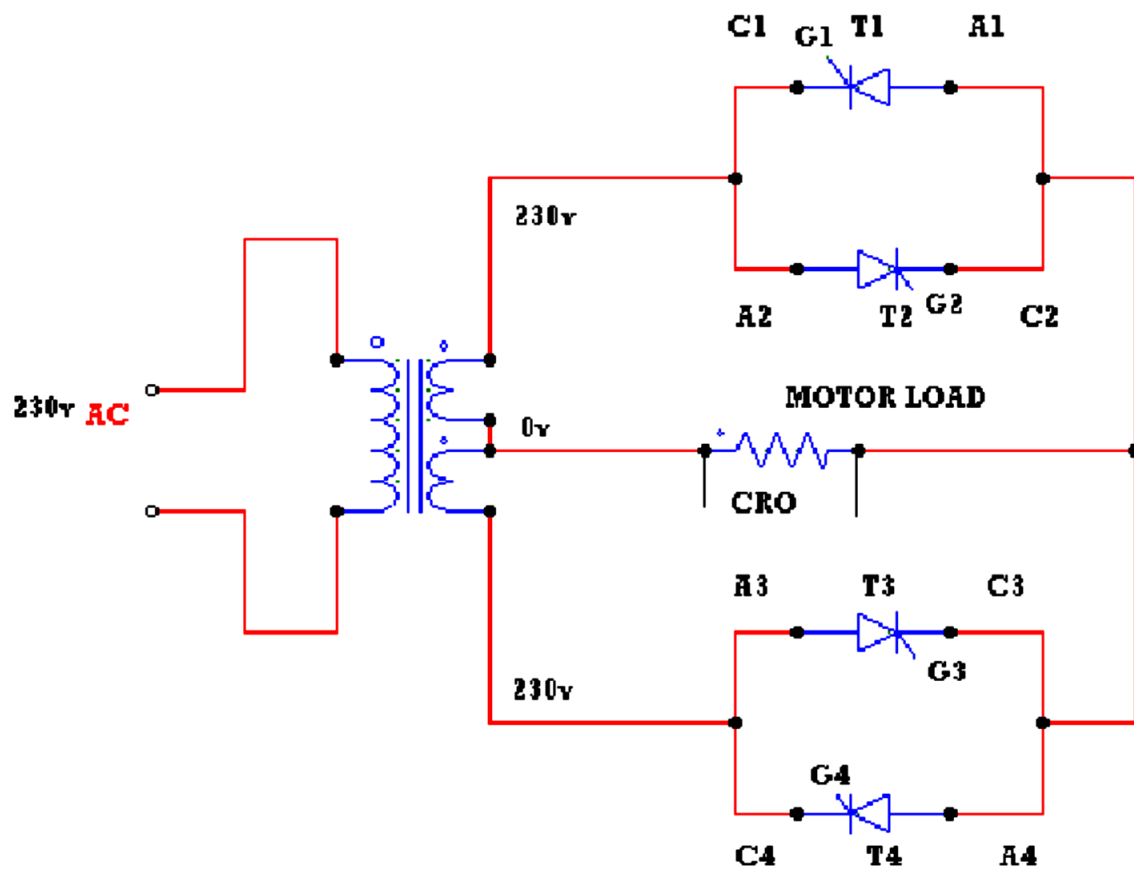 C1 G1 T1 A1
230v
A2 T2 G2 C2
230v AC
MOTOR LOAD
0v
CRO
A3 T3 C3
G3
230v
G4
C4 T4 A4